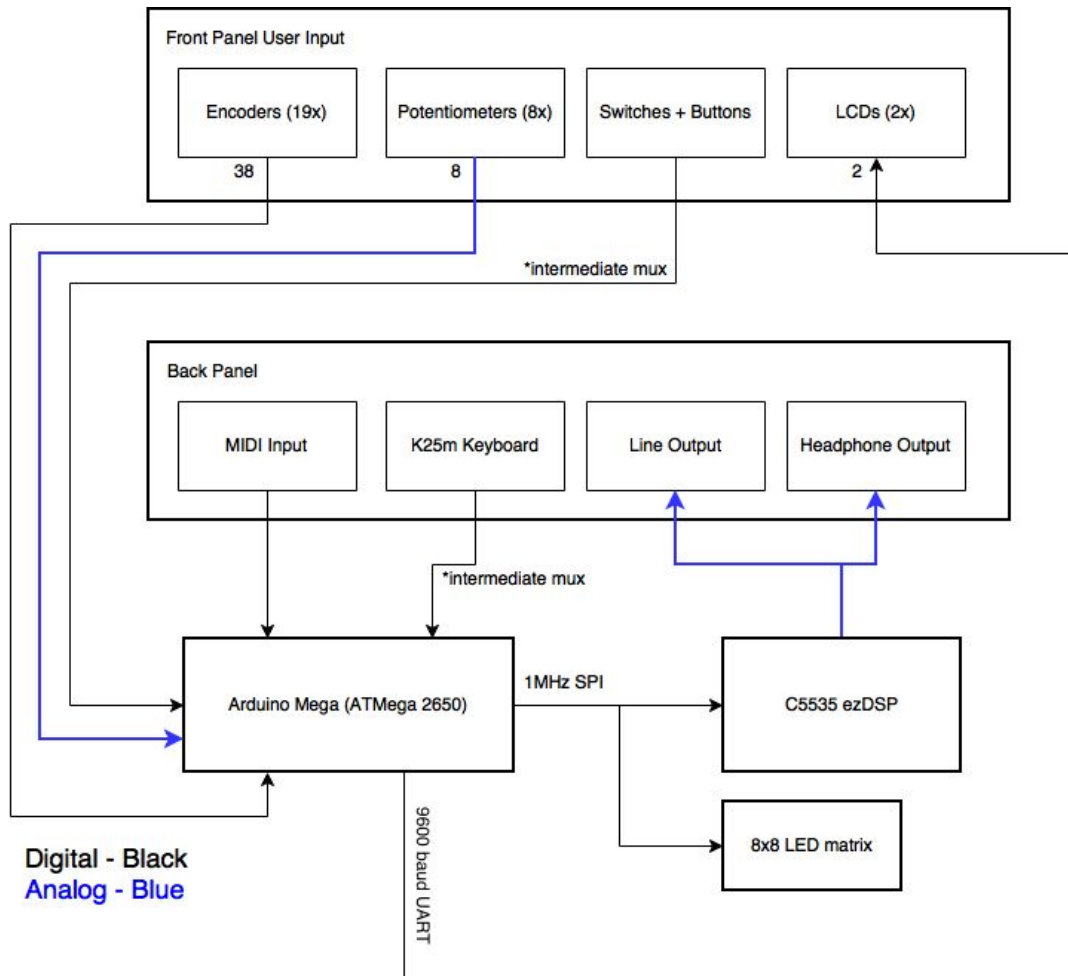 Front Panel User Input
Encoders (19x)
Potentiometers (8x)
Switches + Buttons
LCDs (2x)
38
8
2
*intermediate mux
Back Panel
MIDI Input
K25m Keyboard
Line Output
Headphone Output
*intermediate mux
Arduino Mega (ATMega 2650)
1MHz SPI
C5535 ezDSP
9600 baud UART
8x8 LED matrix
Digital - Black
Analog - Blue